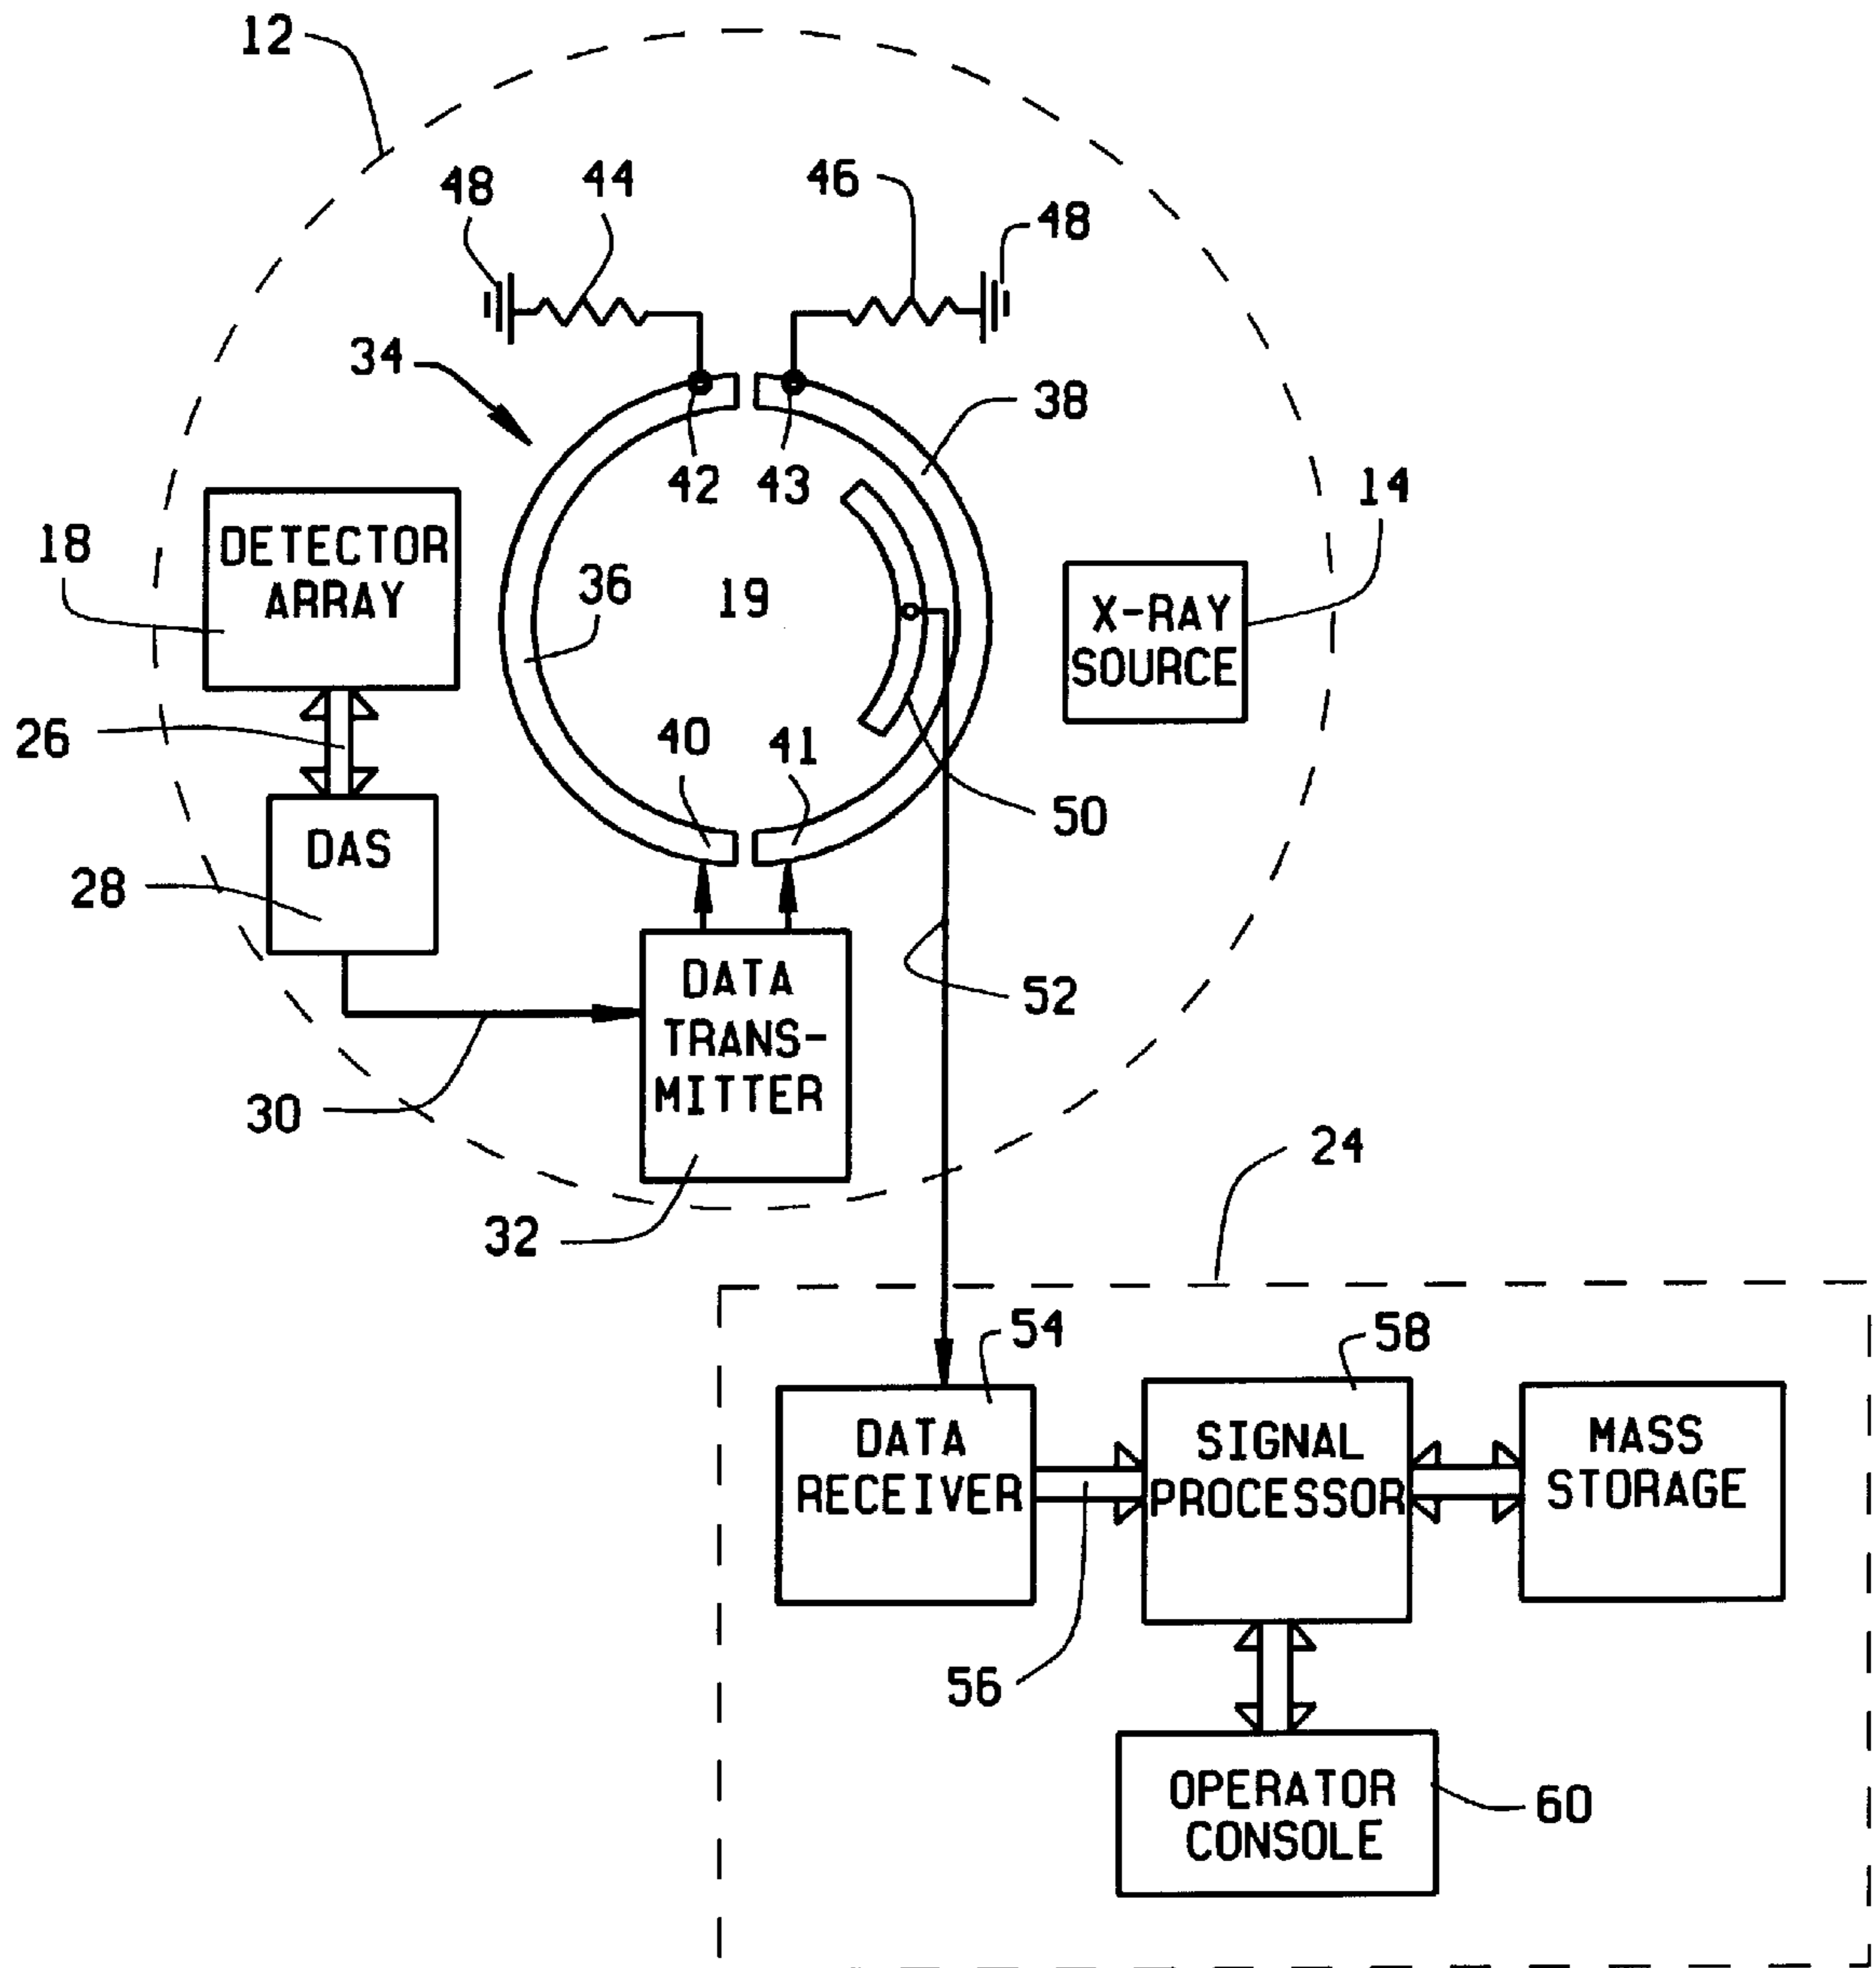 12
48
44
46
48
34
38
42
43
14
18
DETECTOR
ARRAY
36
19
X-RAY
SOURCE
26
40
41
50
DAS
28
52
DATA
TRANS-
MITTER
30
32
24
54
58
DATA
RECEIVER
SIGNAL
PROCESSOR
MASS
STORAGE
56
OPERATOR
CONSOLE
60